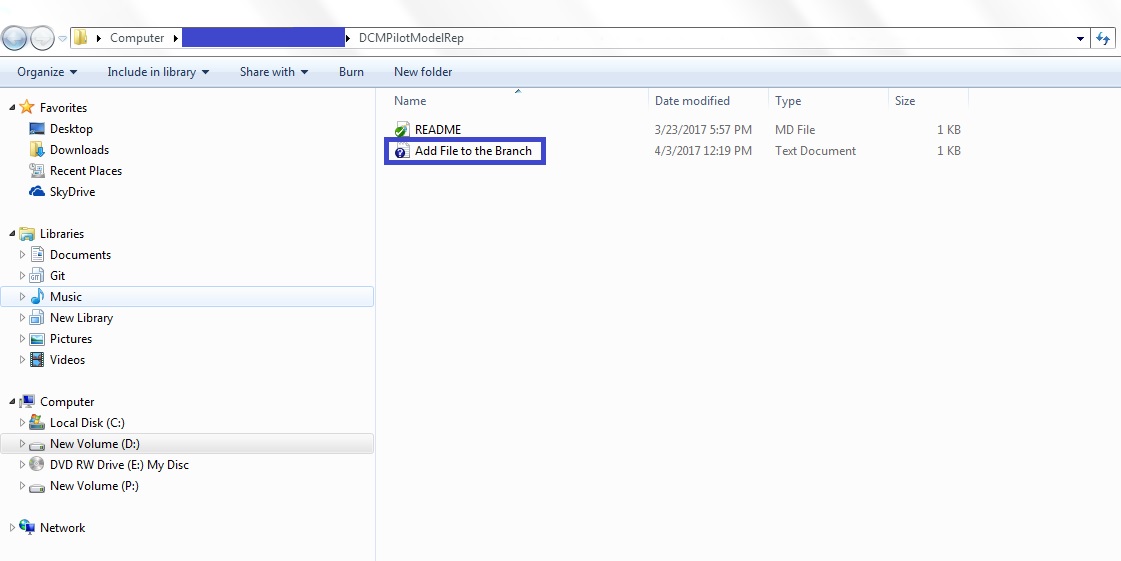 Computer DCMPilotModelRep
Organize Include in library Share with Burn New folder
Favorites
Desktop
Downloads
Recent Places
SkyDrive
Libraries
Documents
Git
Music
New Library
Pictures
Videos
Computer
Local Disk (C:)
New Volume (D:)
DVD RW Drive (E:) My Disc
New Volume (P:)
Network
Name Date modified Type Size
README 3/23/2017 5:57 PM MD File 1 KB
Add File to the Branch 4/3/2017 12:19 PM Text Document 1 KB